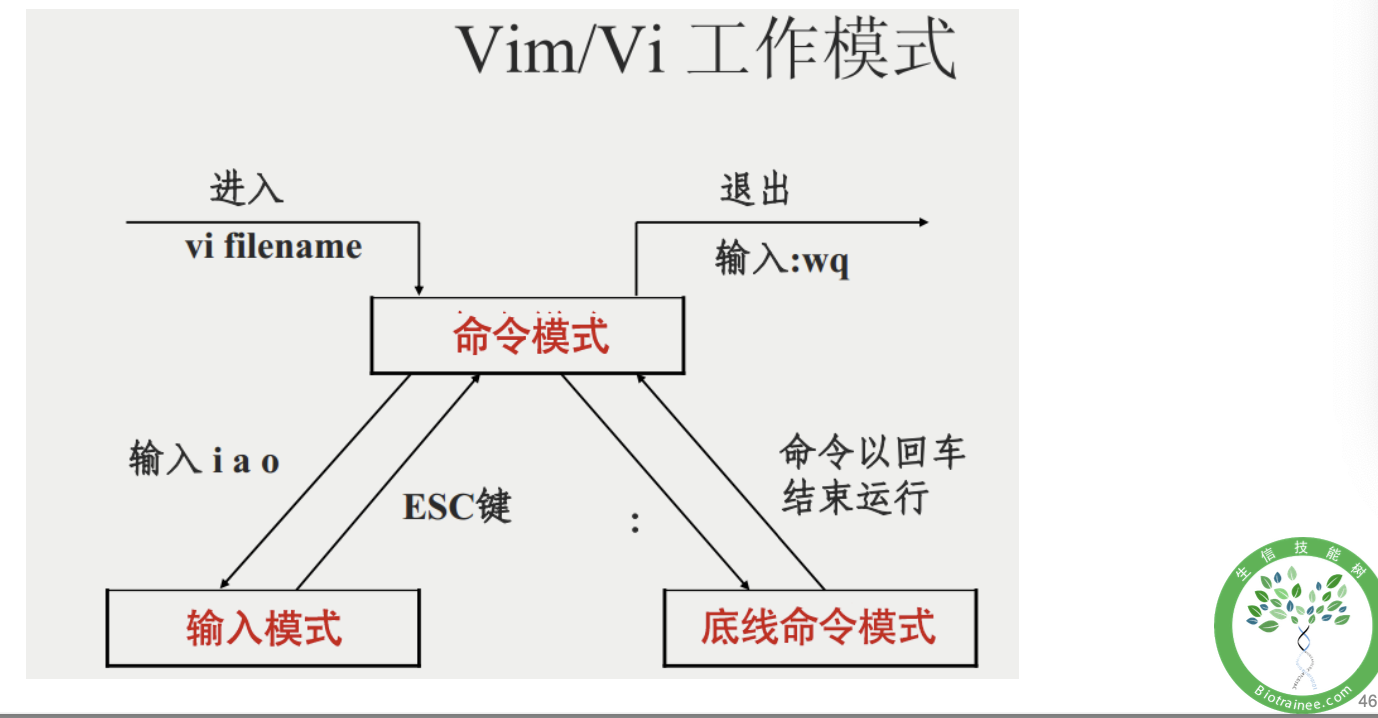 Vim/Vi 工作模式
进入
vi filename
退出
输入:wq
命令模式
输入 i a o
ESC键
:
命令以回车
结束运行
输入模式
底线命令模式
生信技能树
Biotrainee.com
46